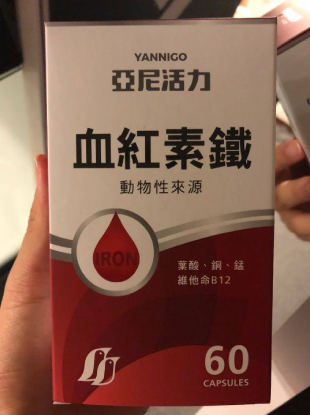 YANNIGO
亞尼活力
血紅素鐵
動物性來源
IRON
葉酸、銅、錳
維他命B12
60
CAPSULES